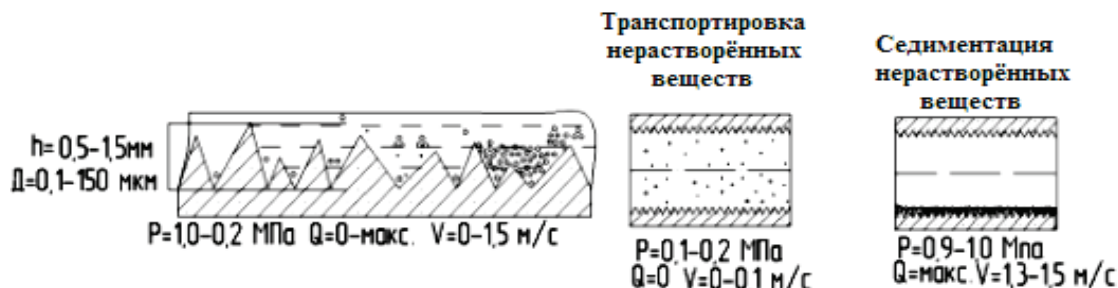 Транспортировка
нерастворённых
веществ
Седиментация
нерастворённых
веществ
h= 0,5-1,5мм
Д=0,1-150 мкм
P=1,0-0,2 МПа Q=0-макс. V=0-1,5 м/с
P=0,1-0,2 МПа
Q=0 V=0-0.1 м/с
P=0,9-1.0 Мпа
Q=макс. V=1,3-1,5 м/с